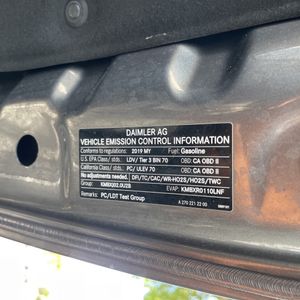 DAIMLER AG
VEHICLE EMISSION CONTROL INFORMATION
Conforms to regulations: 2019 MY Fuel: Gasoline
U.S. EPA Class/ stds.: LDV/ Tier 3 BIN 70 OBD: CA OBD II
California Class/ stds.: PC/ ULEV 70 OBD: CA OBD II
No adjustments needed. DFI/TC/CAC/WR-HO2S/HO2S/TWC
Group: KMBXJ02.0U2B EVAP: KMBXR0110LNF
Remarks: PC/LDT Test Group
A 270 221 22 00